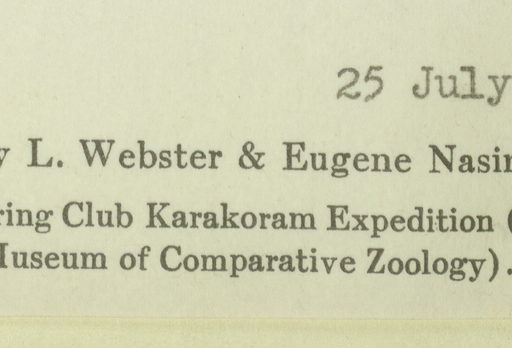 25 July
y L. Webster & Eugene Nasir
ring Club Karakoram Expedition (
Museum of Comparative Zoology).